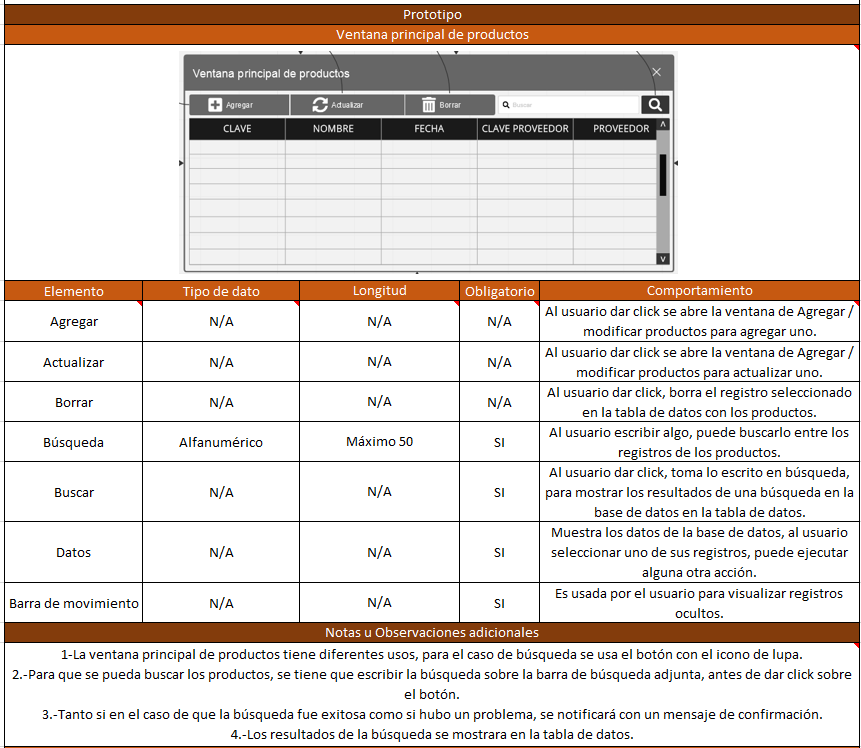 Prototipo
Ventana principal de productos
Ventana principal de productos
Agregar Actualizar Borrar Buscar
CLAVE NOMBRE FECHA CLAVE PROVEEDOR PROVEEDOR
Elemento Tipo de dato Longitud Obligatorio Comportamiento
Agregar N/A N/A N/A Al usuario dar click se abre la ventana de Agregar /
modificar productos para agregar uno.
Actualizar N/A N/A N/A Al usuario dar click se abre la ventana de Agregar /
modificar productos para actualizar uno.
Borrar N/A N/A N/A Al usuario dar click, borra el registro seleccionado
en la tabla de datos con los productos.
Búsqueda Alfanumérico Máximo 50 SI Al usuario escribir algo, puede buscarlo entre los
registros de los productos.
Buscar N/A N/A SI Al usuario dar click, toma lo escrito en búsqueda,
para mostrar los resultados de una búsqueda en la
base de datos en la tabla de datos.
Datos N/A N/A SI Muestra los datos de la base de datos, al usuario
seleccionar uno de sus registros, puede ejecutar
alguna otra acción.
Barra de movimiento N/A N/A SI Es usada por el usuario para visualizar registros
ocultos.
Notas u Observaciones adicionales
1-La ventana principal de productos tiene diferentes usos, para el caso de búsqueda se usa el botón con el icono de lupa.
2.-Para que se pueda buscar los productos, se tiene que escribir la búsqueda sobre la barra de búsqueda adjunta, antes de dar click sobre
el botón.
3.-Tanto si en el caso de que la búsqueda fue exitosa como si hubo un problema, se notificará con un mensaje de confirmación.
4.-Los resultados de la búsqueda se mostrara en la tabla de datos.